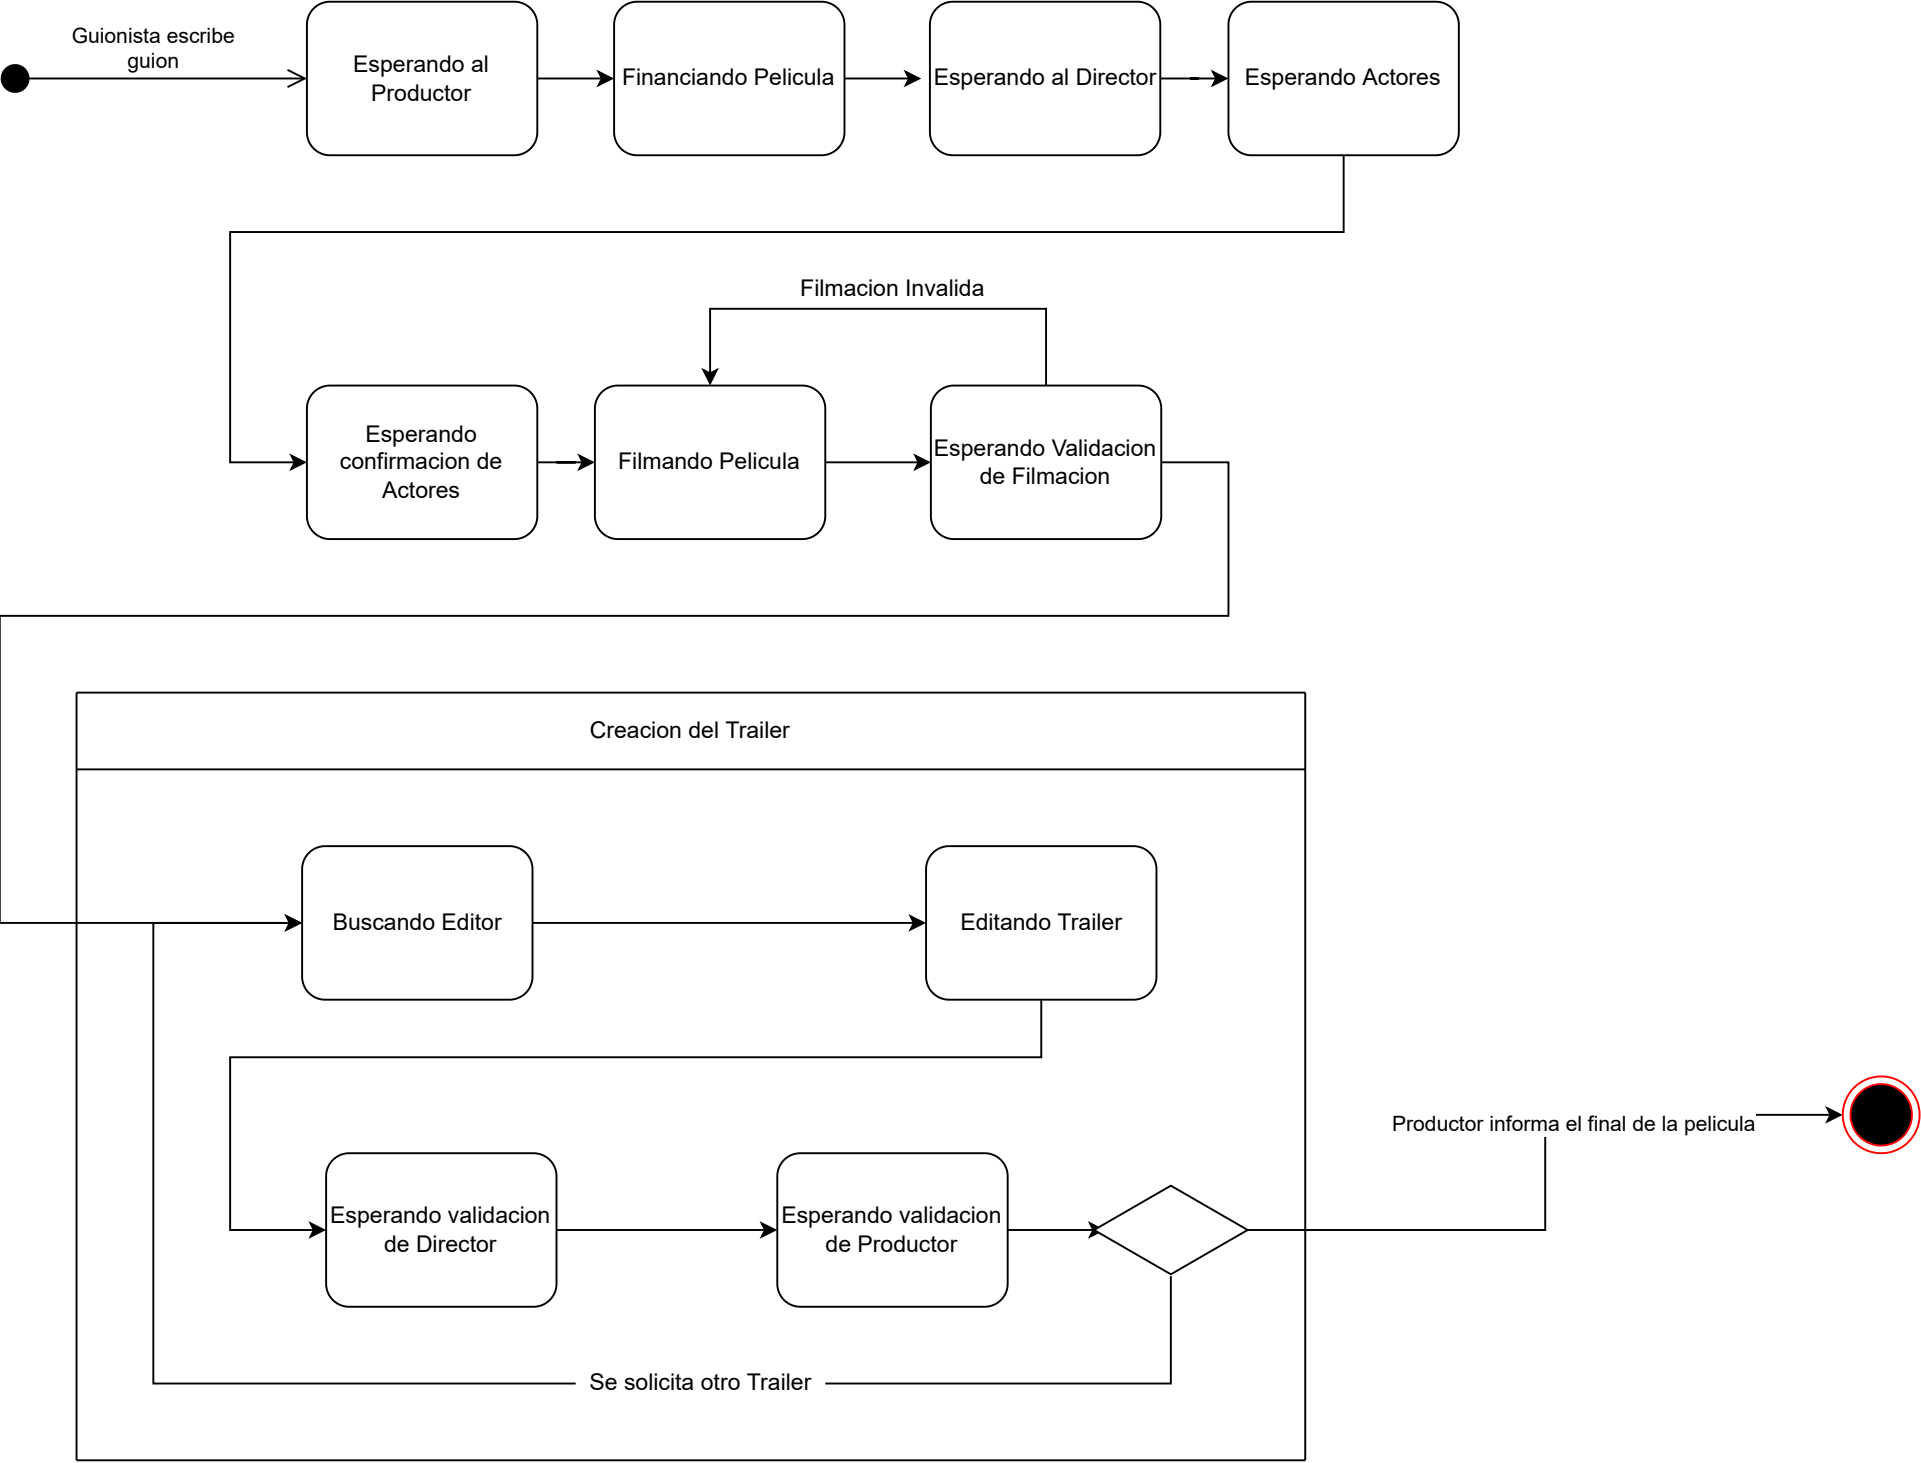 Guionista escribe
guion
Esperando al
Productor
Financiando Pelicula
Esperando al Director
Esperando Actores
Filmacion Invalida
Esperando
confirmacion de
Actores
Filmando Pelicula
Esperando Validacion
de Filmacion
Creacion del Trailer
Buscando Editor
Editando Trailer
Productor informa el final de la pelicula
Esperando validacion
de Director
Esperando validacion
de Productor
Se solicita otro Trailer